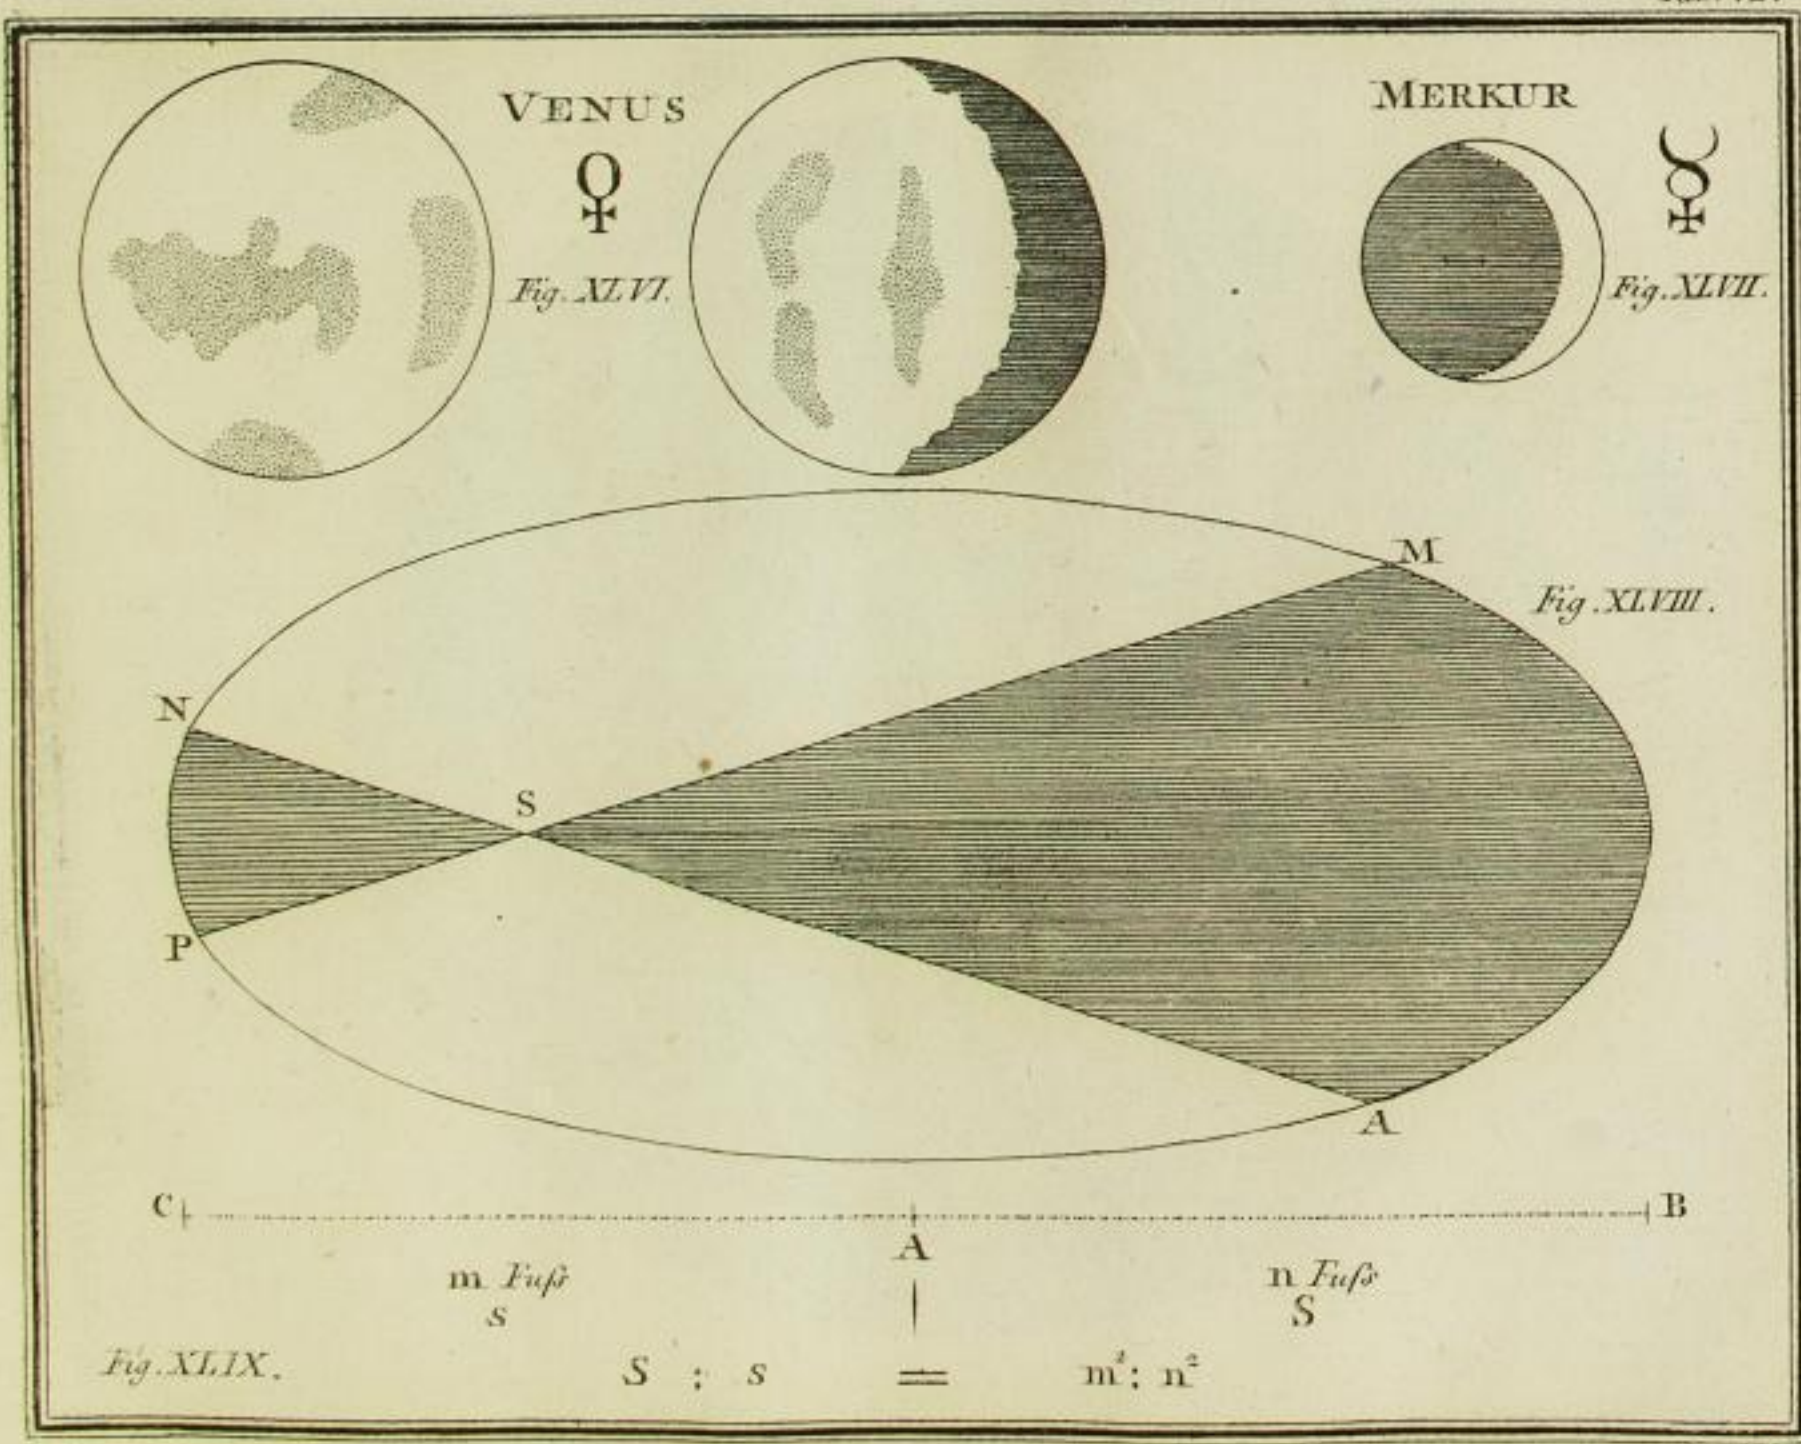 VENUS
♀
Fig. XLVI.
MERKUR
☿
Fig. XLVII.
M
Fig. XLVIII.
N
S
P
A
C
B
A
m Fuſs
n Fuſs
s
S
Fig. XLIX.
S : s = m²: n²